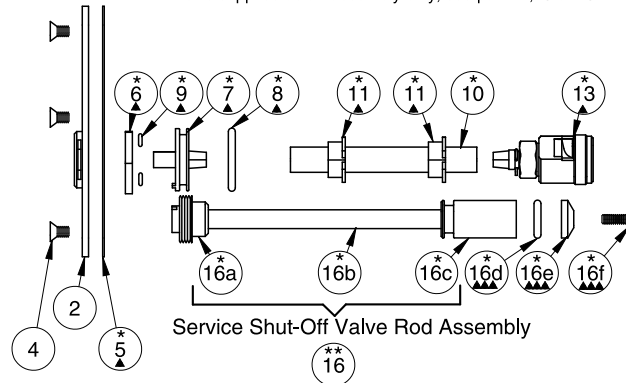 * 6 ▲
* 9 ▲
* 7 ▲
* 8 ▲
* 11 ▲
* 11 ▲
* 10
* 13 ▲
* 16a
* 16b
* 16c
* 16d ▲▲▲
* 16e ▲▲▲
* 16f ▲▲▲
4
2
* 5 ▲
Service Shut-Off Valve Rod Assembly
** 16